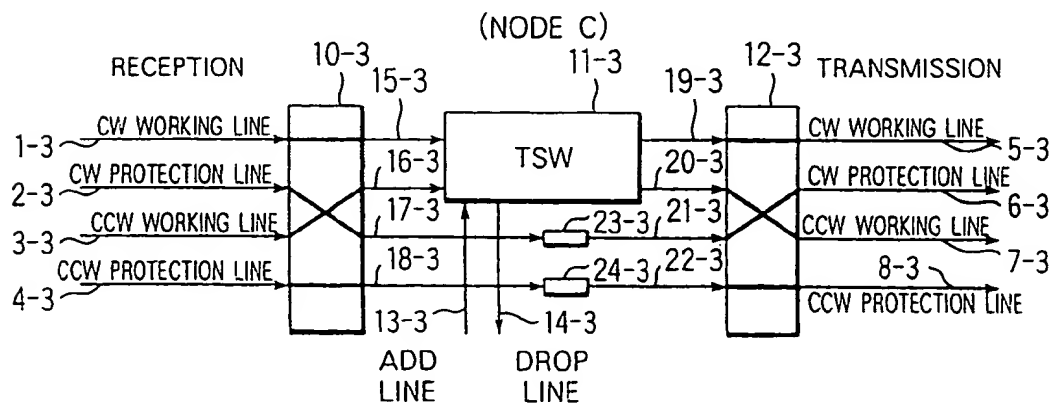 (NODE C)
RECEPTION
10-3
15-3
11-3
19-3
12-3
TRANSMISSION
CW WORKING LINE
1-3
TSW
CW WORKING LINE
5-3
CW PROTECTION LINE
2-3
16-3
20-3
CW PROTECTION LINE
6-3
CCW WORKING LINE
3-3
17-3
23-3
21-3
CCW WORKING LINE
7-3
CCW PROTECTION LINE
4-3
18-3
24-3
22-3
8-3
CCW PROTECTION LINE
13-3
14-3
ADD
LINE
DROP
LINE